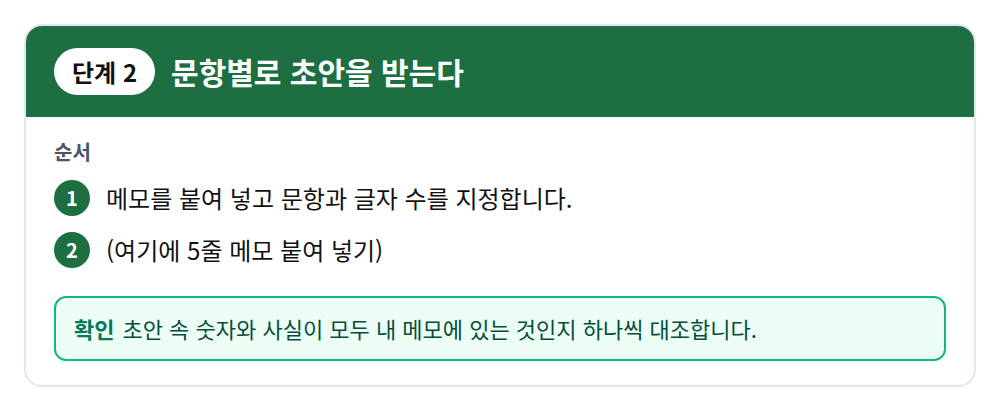 단계 2 문항별로 초안을 받는다
순서
1 메모를 붙여 넣고 문항과 글자 수를 지정합니다.
2 (여기에 5줄 메모 붙여 넣기)
확인 초안 속 숫자와 사실이 모두 내 메모에 있는 것인지 하나씩 대조합니다.